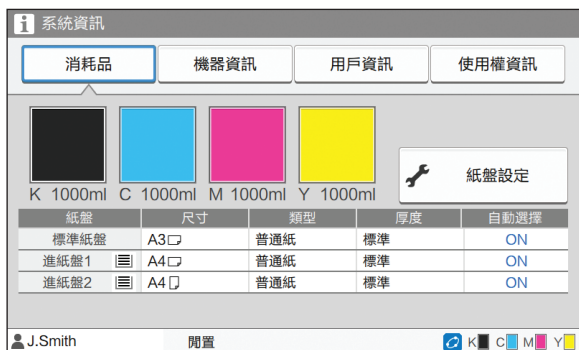 i 系統資訊
消耗品 機器資訊 用戶資訊 使用權資訊
K 1000ml C 1000ml M 1000ml Y 1000ml
紙盤設定
紙盤 尺寸 類型 厚度 自動選擇
標準紙盤 A3 普通紙 標準 ON
進紙盤1 A4 普通紙 標準 ON
進紙盤2 A4 普通紙 標準 ON
J.Smith 閒置 K C M Y